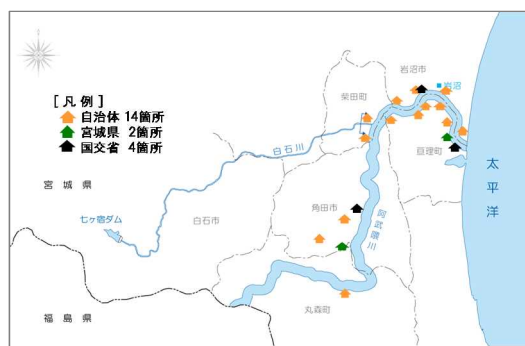 [ 凡 例 ]
自治体 14箇所
宮城県 2箇所
国交省 4箇所
岩沼市
岩沼
柴田町
亘理町
白石川
太平洋
宮城県
白石市
七ヶ宿ダム
角田市
阿武隈川
丸森町
福島県